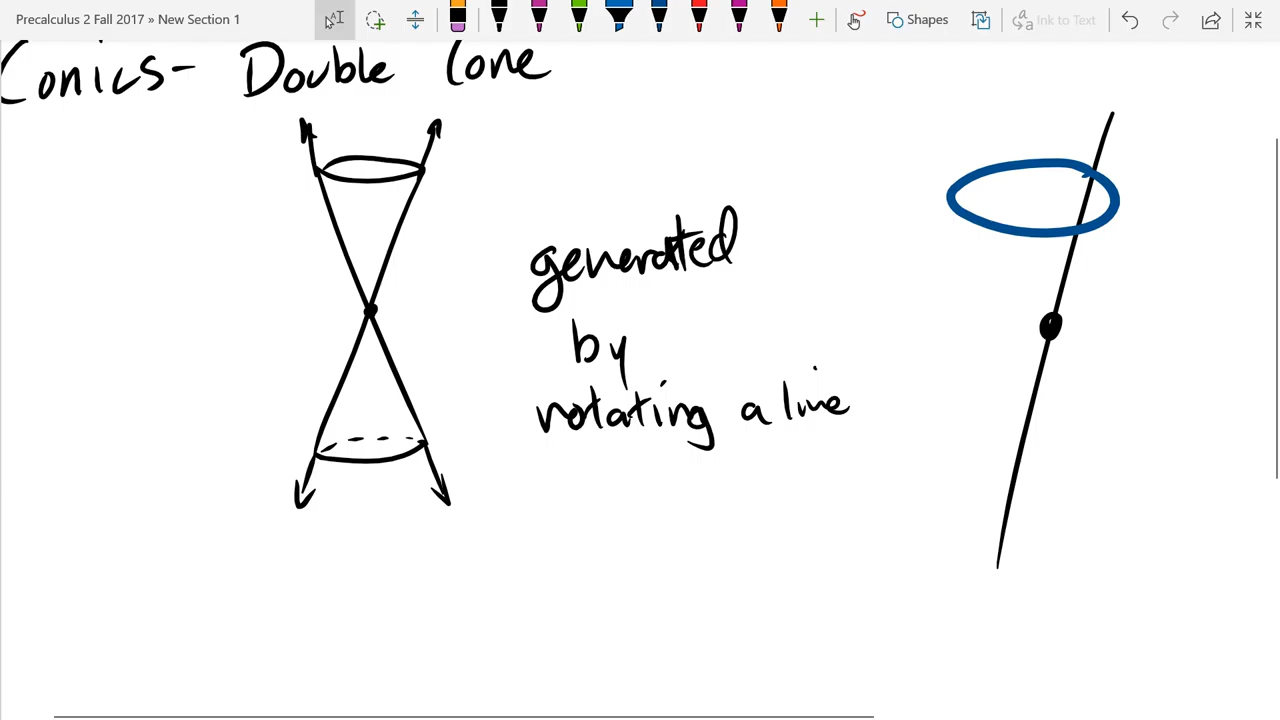 Precalculus 2 Fall 2017 » New Section 1
Shapes
Ink to Text
Conics- Double Cone
generated
by
rotating a line